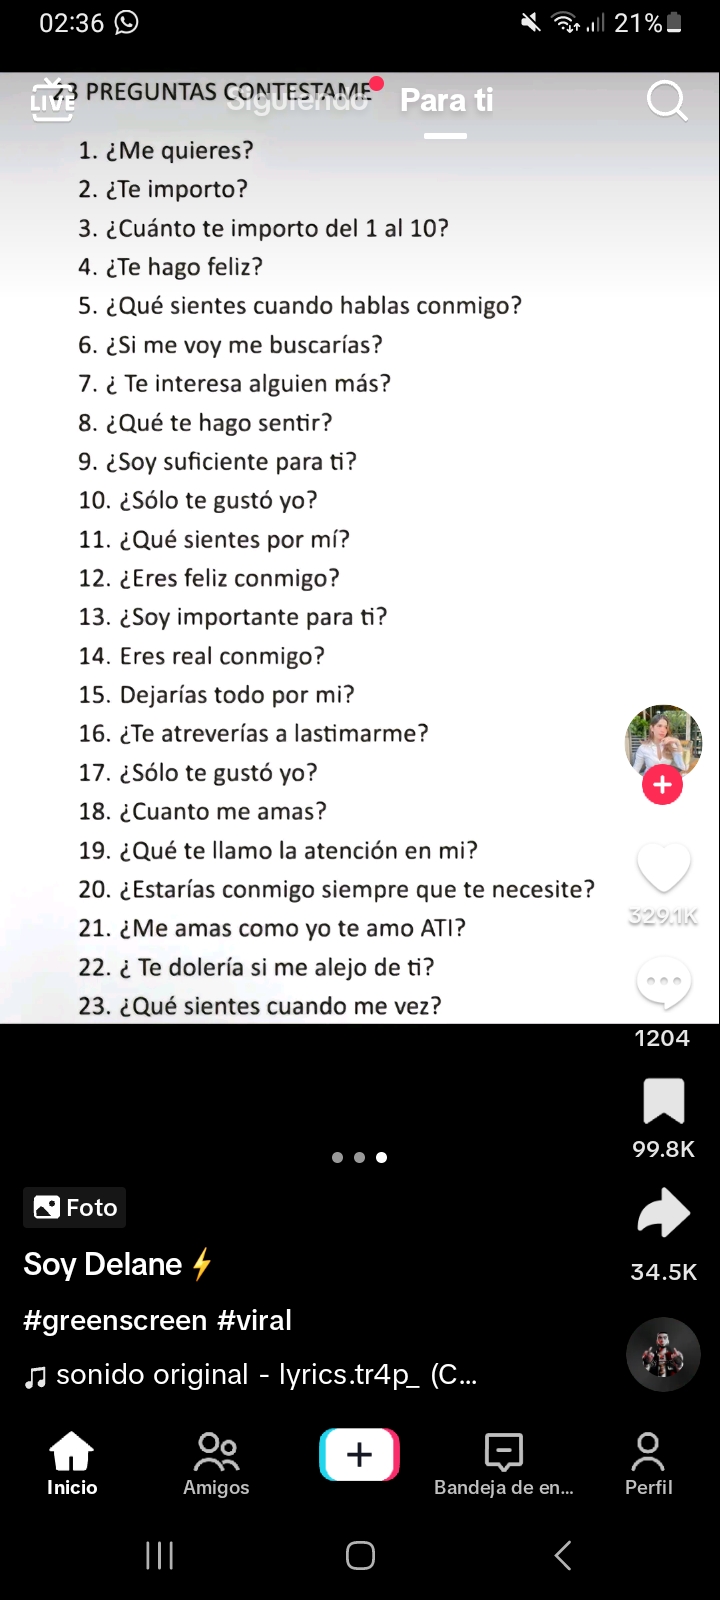 02:36 21%
LIVE Siguiendo Para ti
23 PREGUNTAS CONTESTAME
1. ¿Me quieres?
2. ¿Te importo?
3. ¿Cuánto te importo del 1 al 10?
4. ¿Te hago feliz?
5. ¿Qué sientes cuando hablas conmigo?
6. ¿Si me voy me buscarías?
7. ¿ Te interesa alguien más?
8. ¿Qué te hago sentir?
9. ¿Soy suficiente para ti?
10. ¿Sólo te gustó yo?
11. ¿Qué sientes por mí?
12. ¿Eres feliz conmigo?
13. ¿Soy importante para ti?
14. Eres real conmigo?
15. Dejarías todo por mi?
16. ¿Te atreverías a lastimarme?
17. ¿Sólo te gustó yo?
18. ¿Cuanto me amas?
19. ¿Qué te llamo la atención en mi?
20. ¿Estarías conmigo siempre que te necesite?
21. ¿Me amas como yo te amo ATI?
22. ¿ Te dolería si me alejo de ti?
23. ¿Qué sientes cuando me vez?
329.1K
1204
99.8K
34.5K
Foto
Soy Delane⚡
#greenscreen #viral
sonido original - lyrics.tr4p_ (C...
Inicio Amigos Bandeja de en... Perfil